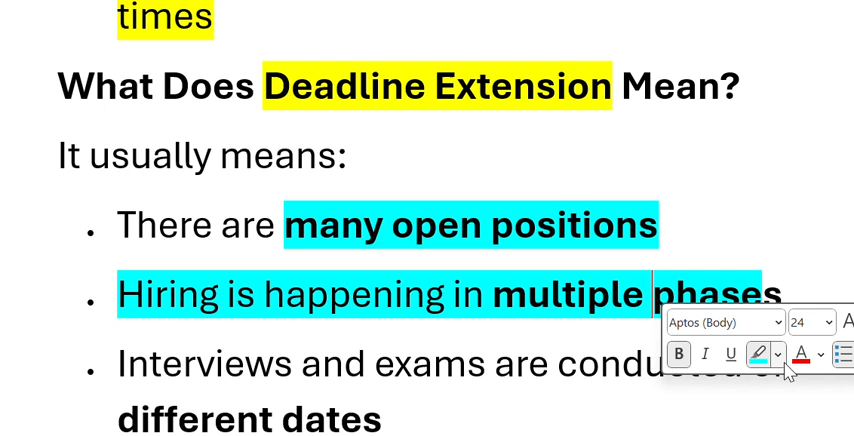 times
What Does Deadline Extension Mean?
It usually means:
• There are many open positions
• Hiring is happening in multiple phases
Aptos (Body) 24 A
B I U A
• Interviews and exams are conducted
different dates